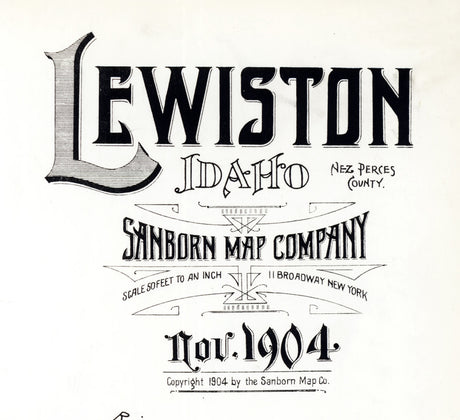 LEWISTON
IDAHO
NEZ PERCES
COUNTY.
SANBORN MAP COMPANY
SCALE 50 FEET TO AN INCH 11 BROADWAY NEW YORK
Nov. 1904.
Copyright 1904 by the Sanborn Map Co.